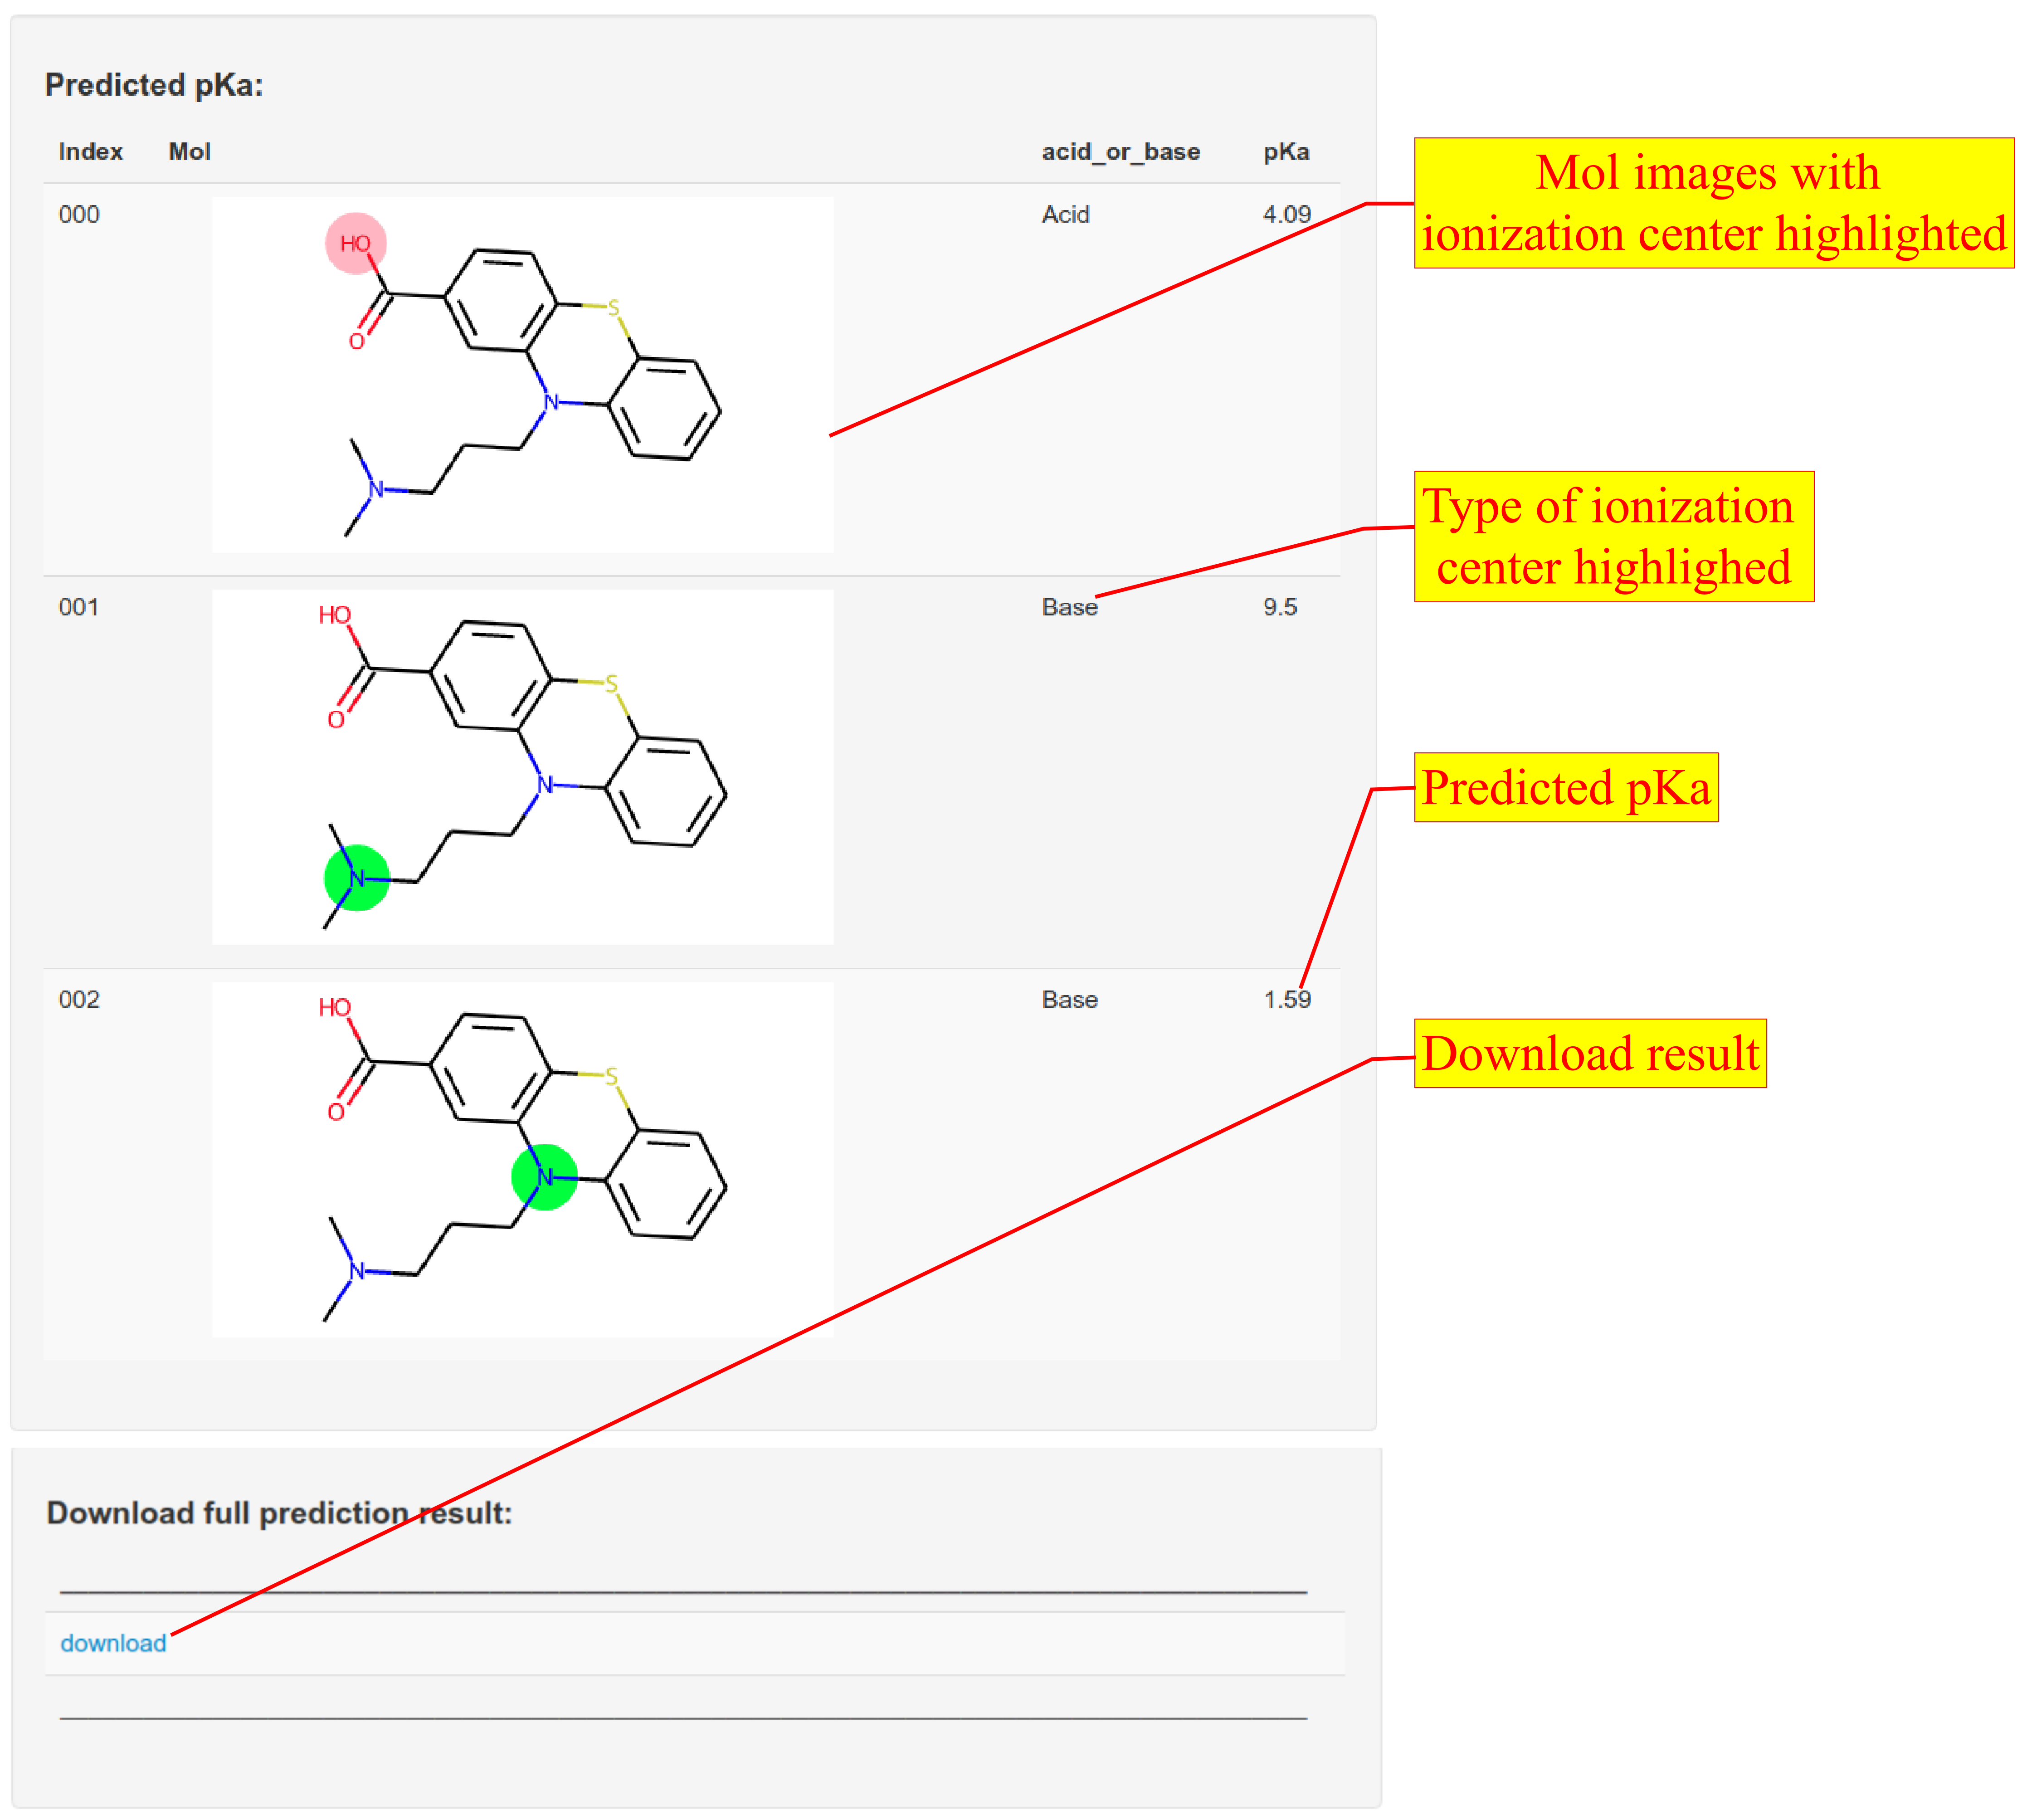 Predicted pKa:
Index Mol acid_or_base pKa
000 Acid 4.09
HO
O
S
N
N
Mol images with
ionization center highlighted
001 Base 9.5
HO
O
S
N
N
Type of ionization
center highlighed
Predicted pKa
002 Base 1.59
HO
O
S
N
N
Download result
Download full prediction result:
download